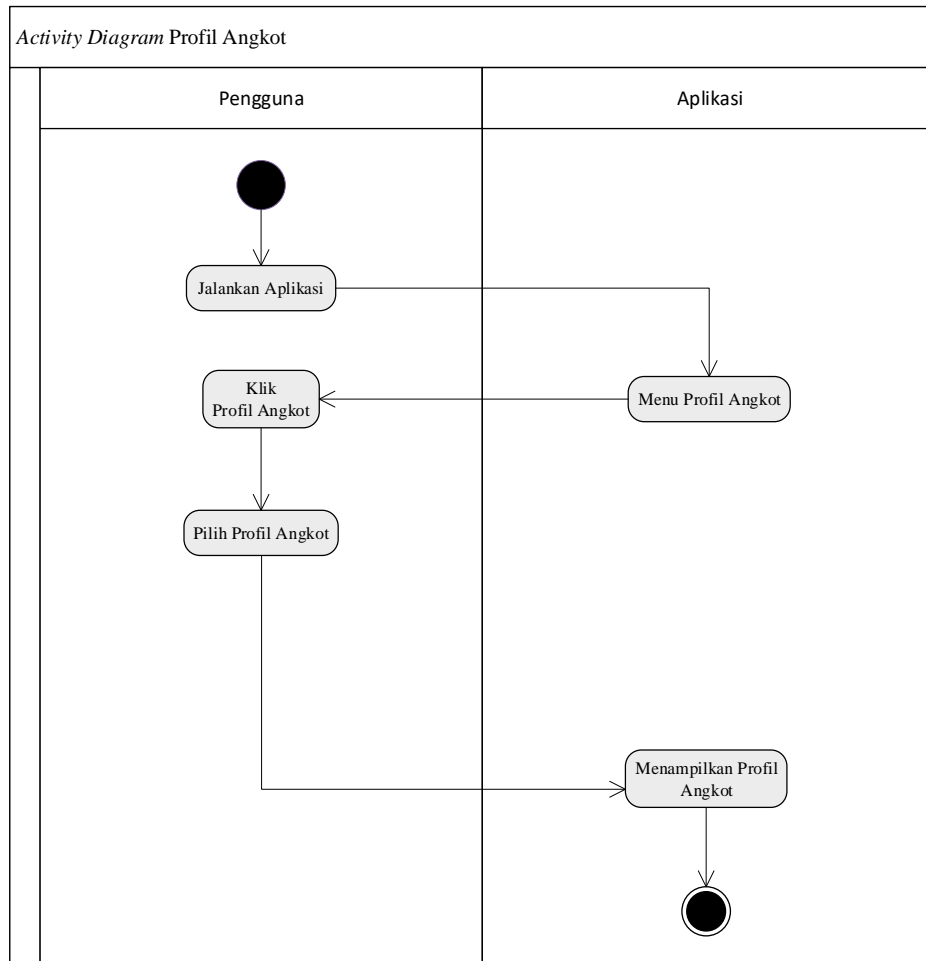 Activity Diagram Profil Angkot
Pengguna
Aplikasi
Jalankan Aplikasi
Menu Profil Angkot
Klik
Profil Angkot
Pilih Profil Angkot
Menampilkan Profil
Angkot